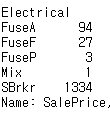 Electrical
FuseA      94
FuseF      27
FuseP       3
Mix         1
SBrkr    1334
Name: SalePrice,